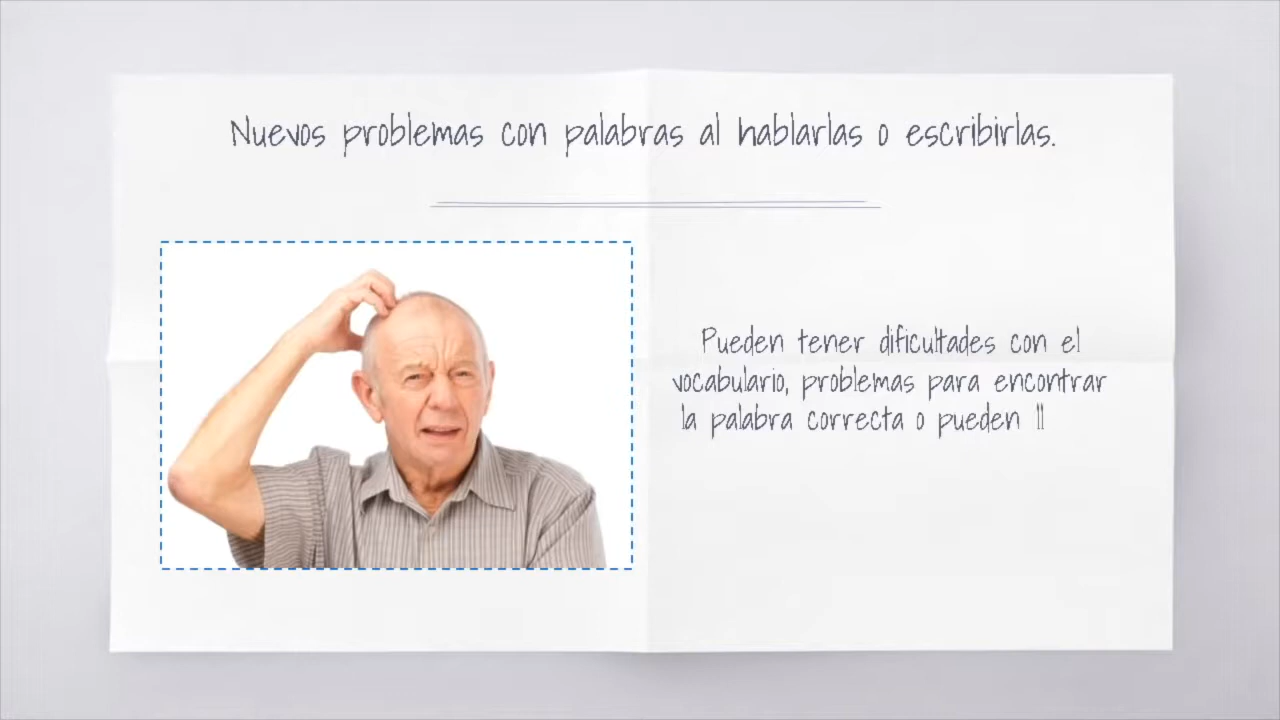 Nuevos problemas con palabras al hablarlas o escribirlas.
Pueden tener dificultades con el
vocabulario, problemas para encontrar
la palabra correcta o pueden ll